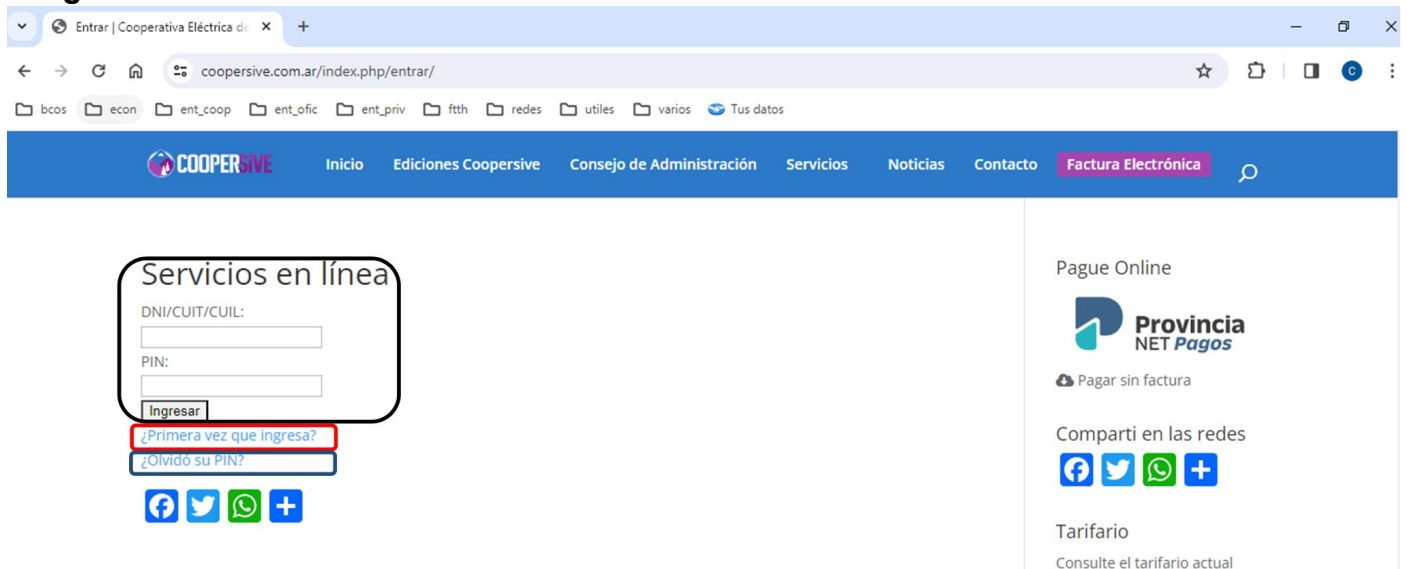 Entrar | Cooperativa Eléctrica de
coopersive.com.ar/index.php/entrar/
C
bcos econ ent_coop ent_ofic ent_priv ftth redes utiles varios Tus datos
COOPERSIVE Inicio Ediciones Coopersive Consejo de Administración Servicios Noticias Contacto Factura Electrónica
Servicios en línea
DNI/CUIT/CUIL:
PIN:
Ingresar
¿Primera vez que ingresa?
¿Olvidó su PIN?
Pague Online
Provincia
NET Pagos
Pagar sin factura
Comparti en las redes
Tarifario
Consulte el tarifario actual